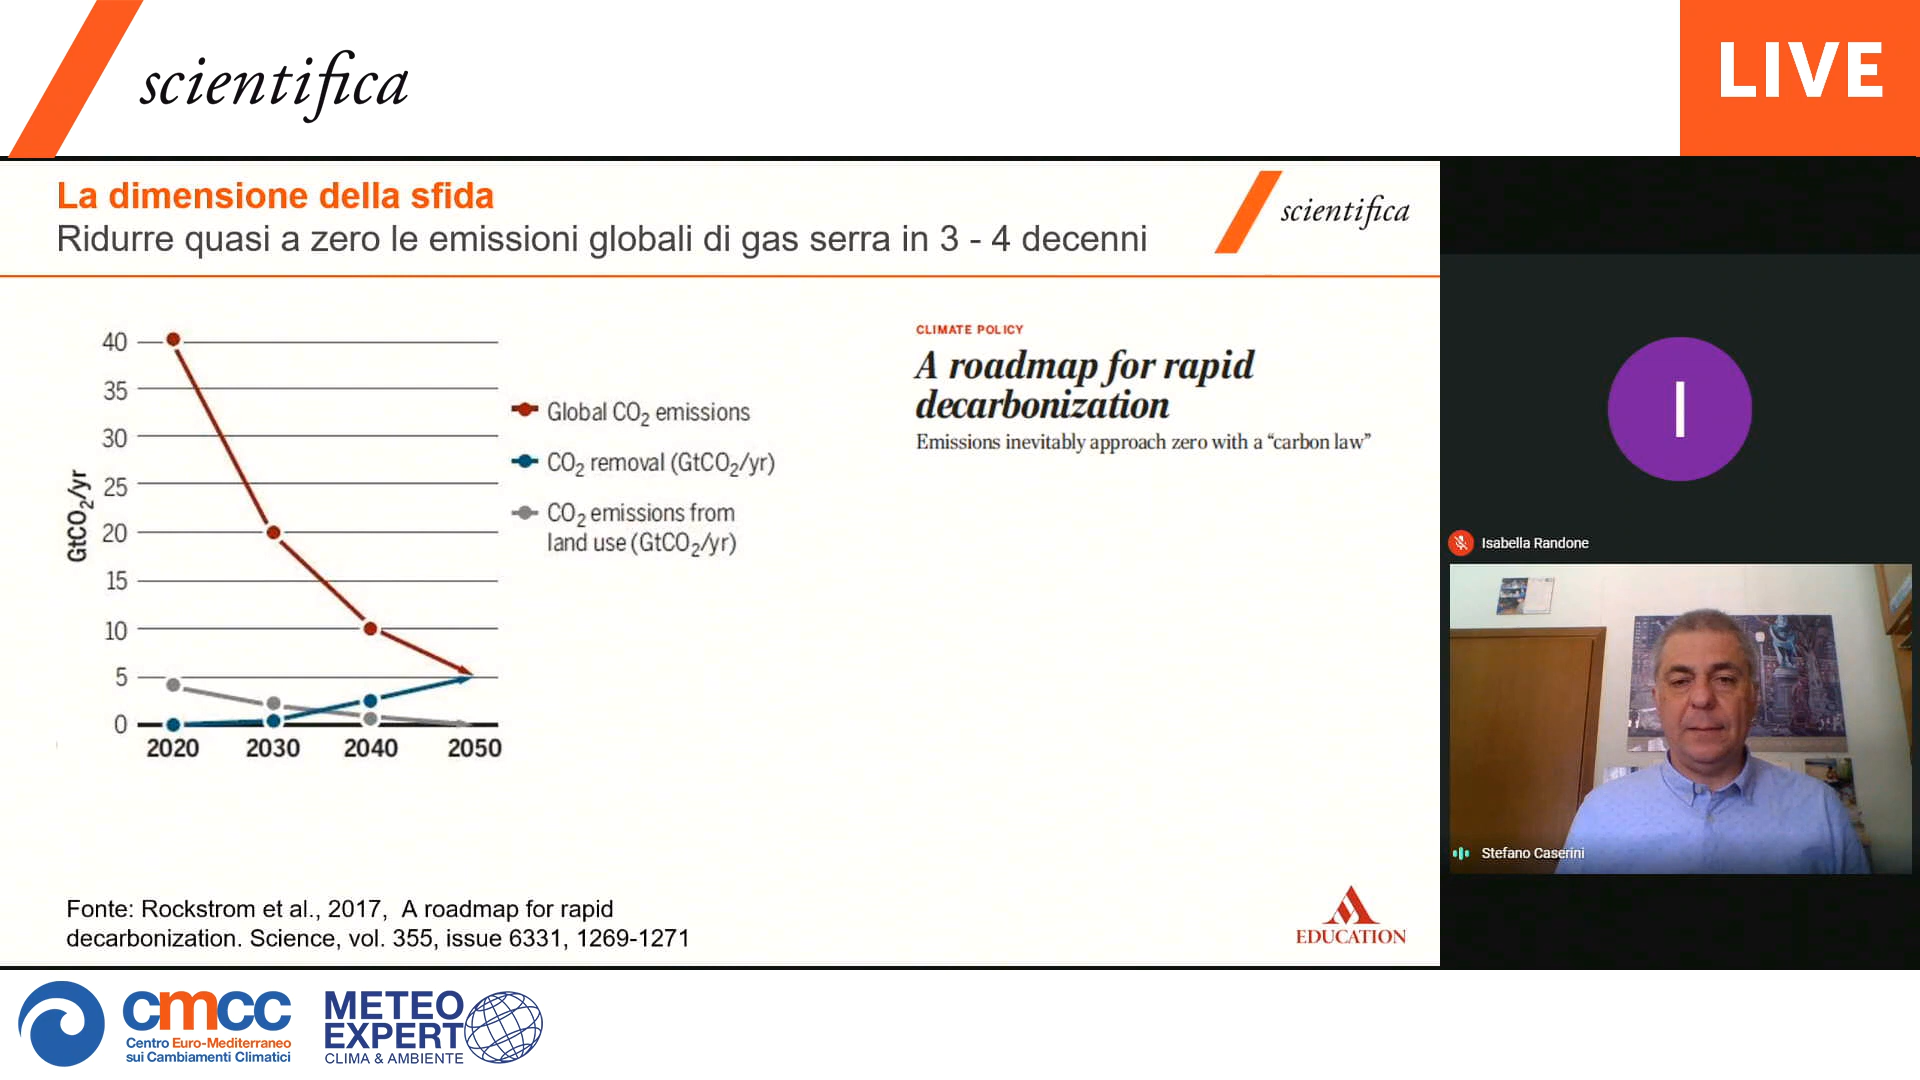 scientifica
LIVE
La dimensione della sfida
Ridurre quasi a zero le emissioni globali di gas serra in 3 - 4 decenni
scientifica
GtCO2/yr
40
35
30
25
20
15
10
5
0
2020 2030 2040 2050
Global CO2 emissions
CO2 removal (GtCO2/yr)
CO2 emissions from
land use (GtCO2/yr)
CLIMATE POLICY
A roadmap for rapid
decarbonization
Emissions inevitably approach zero with a “carbon law”
Fonte: Rockstrom et al., 2017, A roadmap for rapid
decarbonization. Science, vol. 355, issue 6331, 1269-1271
EDUCATION
I
Isabella Randone
Stefano Caserini
cmcc
Centro Euro-Mediterraneo
sui Cambiamenti Climatici
METEO
EXPERT
CLIMA & AMBIENTE